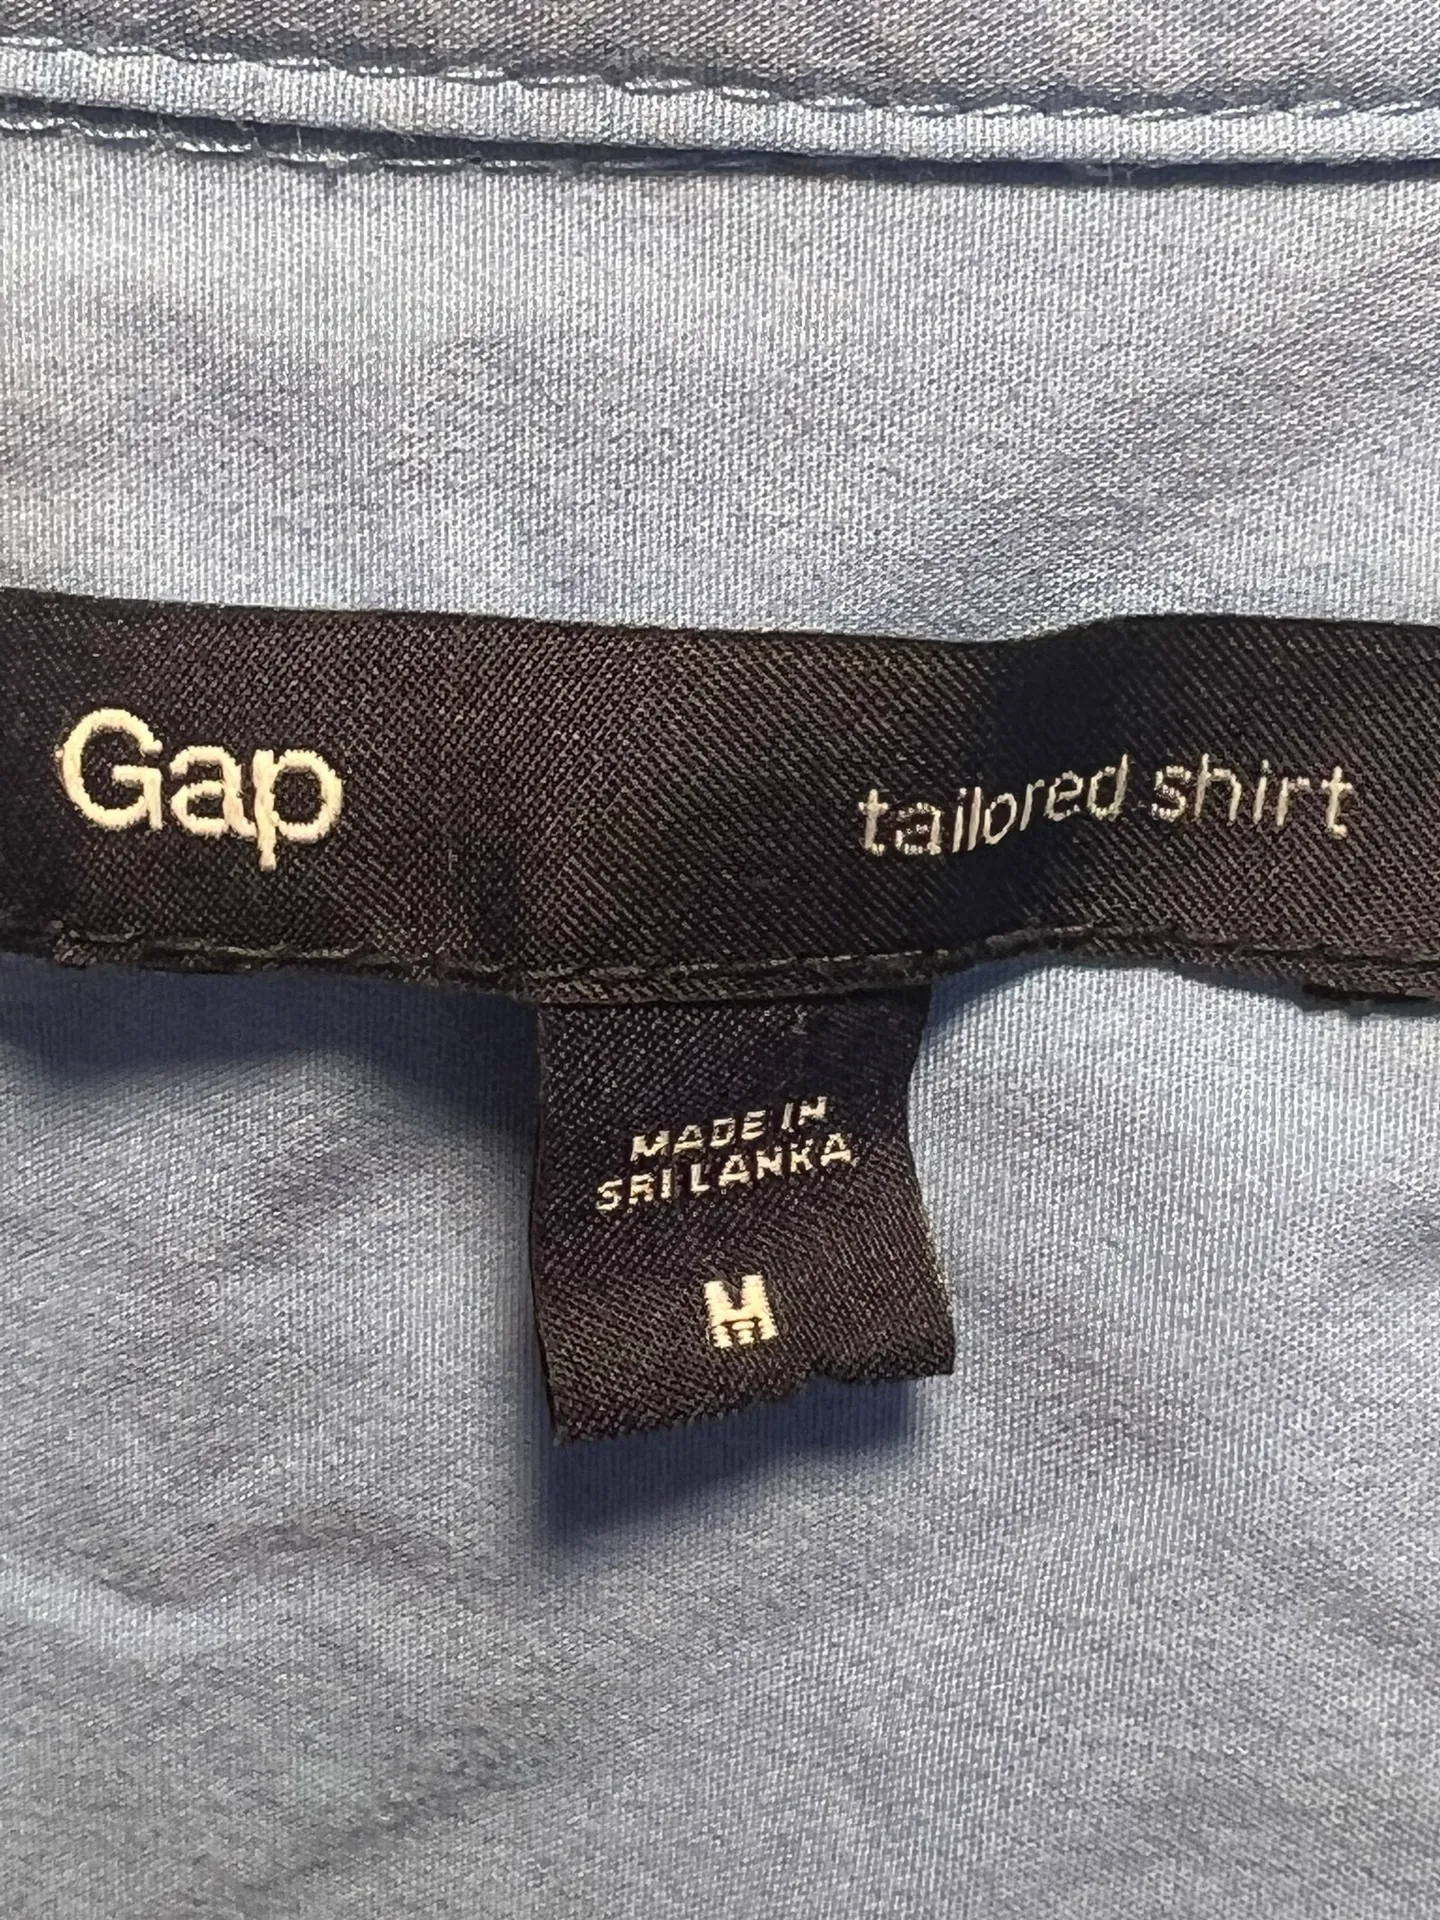 Gap
tailored shirt
MADE IN
SRI LANKA
M